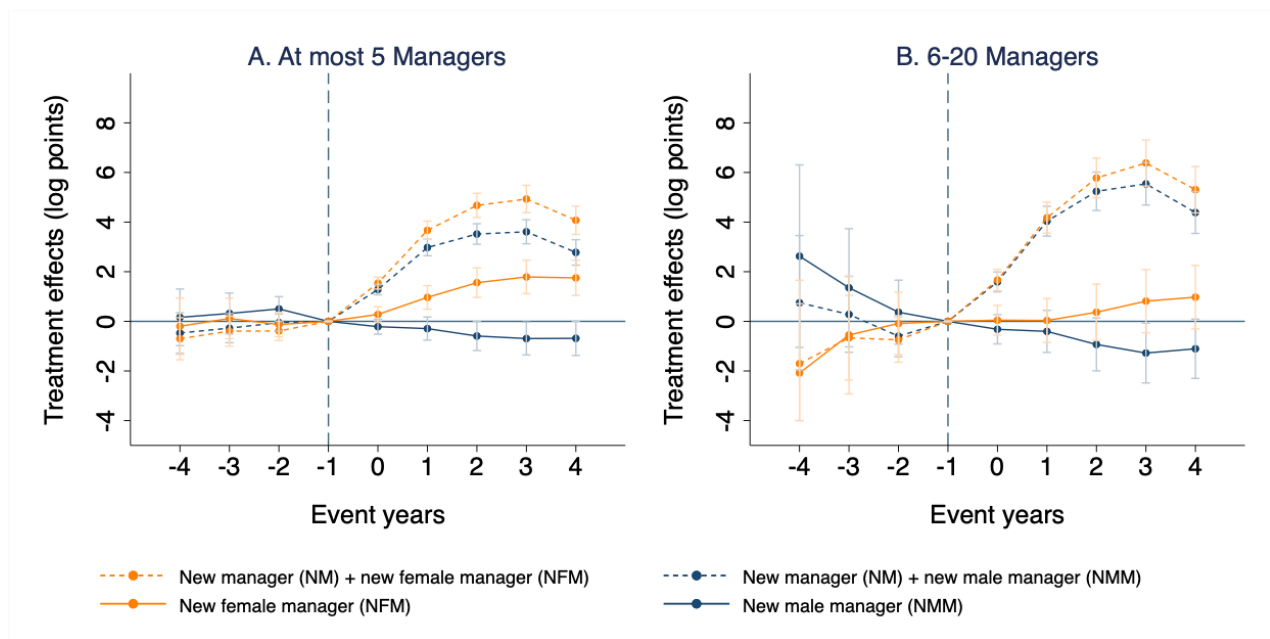 A. At most 5 Managers
Treatment effects (log points)
8
6
4
2
0
-2
-4
-4 -3 -2 -1 0 1 2 3 4
Event years
B. 6-20 Managers
Treatment effects (log points)
8
6
4
2
0
-2
-4
-4 -3 -2 -1 0 1 2 3 4
Event years
New manager (NM) + new female manager (NFM)
New female manager (NFM)
New manager (NM) + new male manager (NMM)
New male manager (NMM)